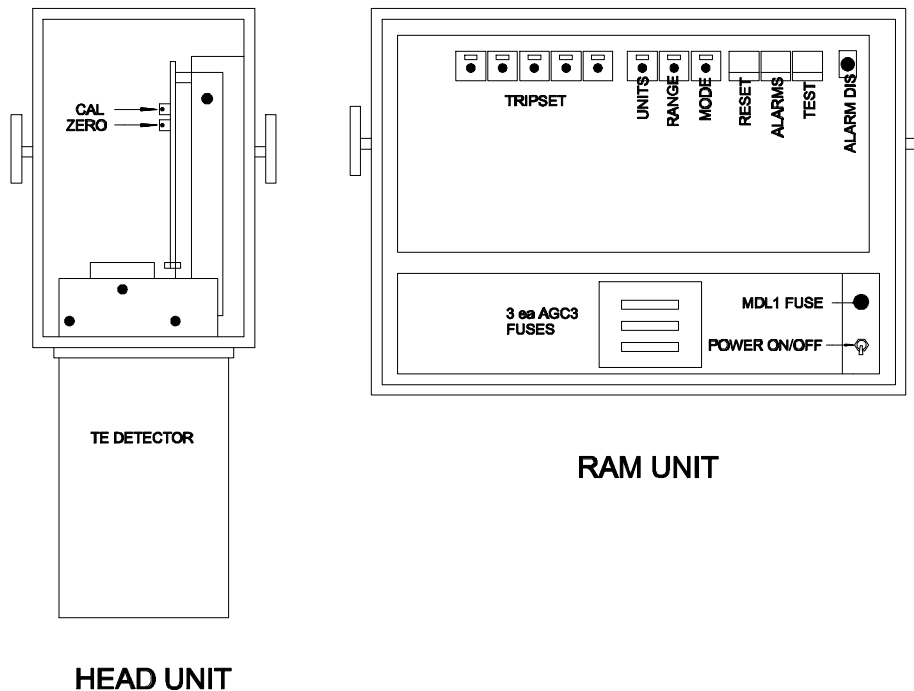 CAL
ZERO
TE DETECTOR
HEAD UNIT
TRIPSET
UNITS
RANGE
MODE
RESET
ALARMS
TEST
ALARM DIS
3 ea AGC3
FUSES
MDL1 FUSE
POWER ON/OFF
RAM UNIT